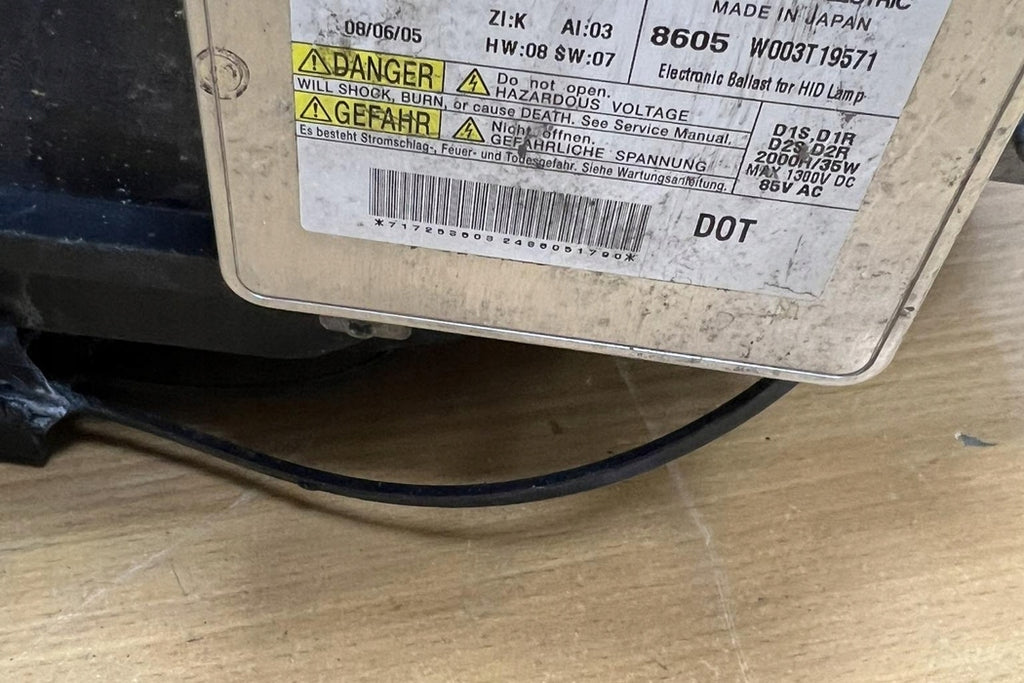 ELECTRIC
MADE IN JAPAN
08/06/05
ZI:K AI:03
HW:08 SW:07
8605 W003T19571
Electronic Ballast for HID Lamp
DANGER
Do not open.
HAZARDOUS VOLTAGE
WILL SHOCK, BURN, or cause DEATH. See Service Manual.
GEFAHR
Nicht öffnen.
GEFÄHRLICHE SPANNUNG
Es besteht Stromschlag-, Feuer- und Todesgefahr. Siehe Wartungsanleitung.
D1S,D1R
D2S,D2R
2000H/35W
MAX 1300V DC
85V AC
DOT